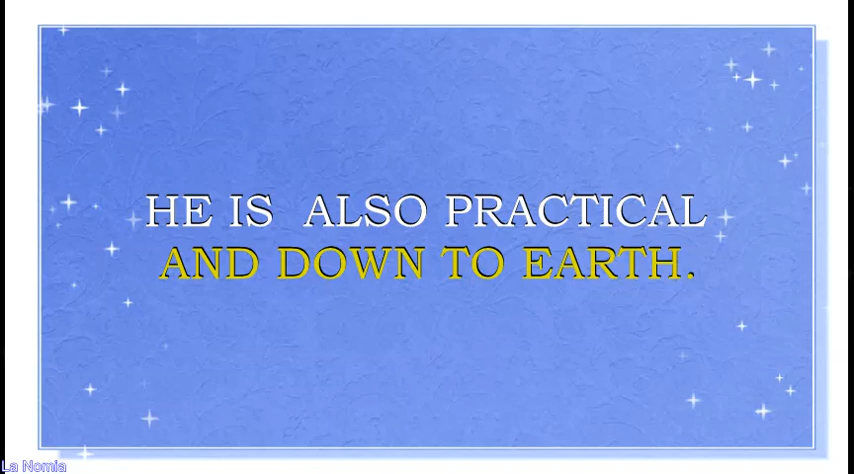 HE IS  ALSO PRACTICAL
AND DOWN TO EARTH.
La Nomia